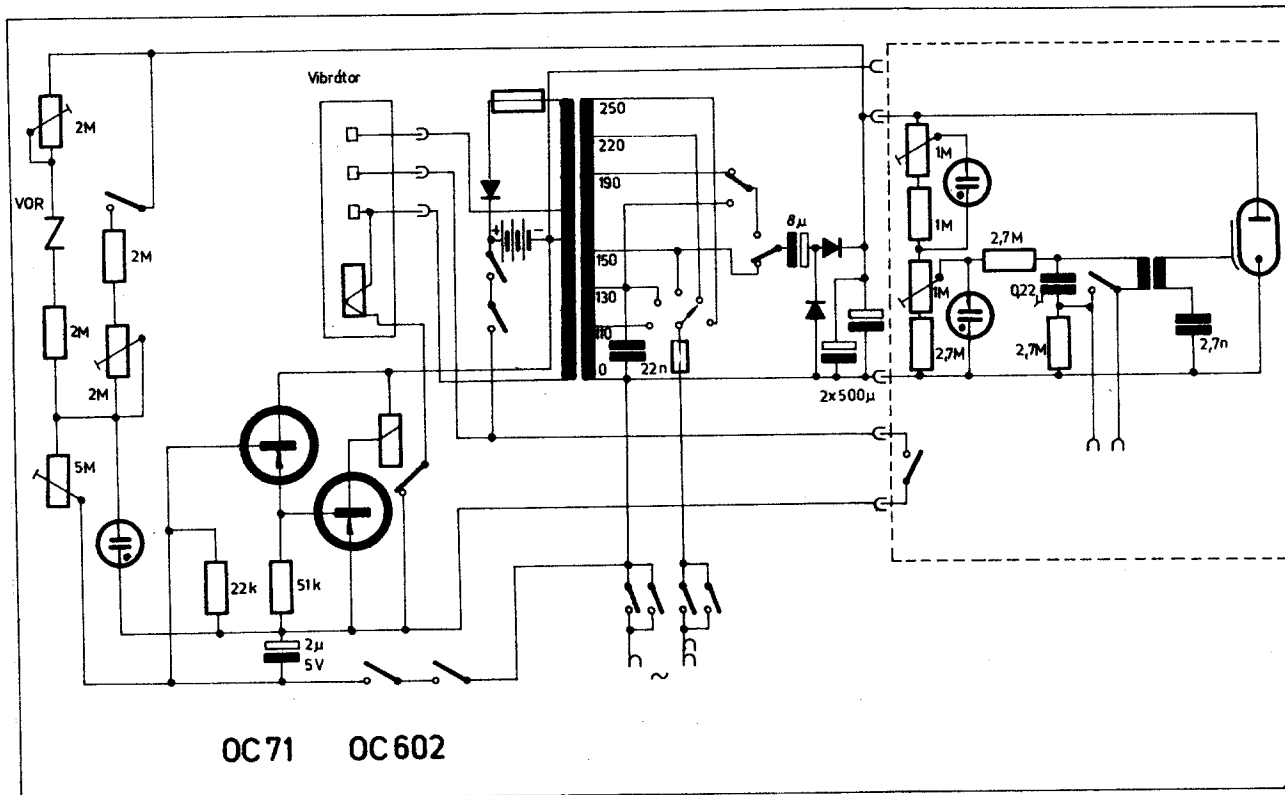 Vibrátor
250
2M
1M
220
VOR
190
+
-
8µ
1M
2M
150
2,7M
130
0,22
µ
1M
2M
110
2M
22n
0
2,7M
2,7M
2,7n
2x500µ
5M
22k
51k
2µ
5V
~
OC71 OC602